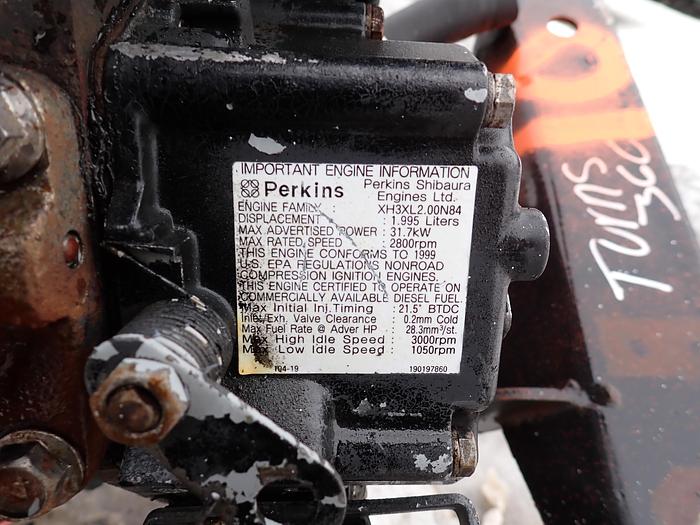 IMPORTANT ENGINE INFORMATION
Perkins Perkins Shibaura Engines Ltd.
ENGINE FAMILY : XH3XL2.00N84
DISPLACEMENT : 1.995 Liters
MAX ADVERTISED POWER : 31.7kW
MAX RATED SPEED : 2800rpm
THIS ENGINE CONFORMS TO 1999
U.S. EPA REGULATIONS NONROAD
COMPRESSION IGNITION ENGINES.
THIS ENGINE CERTIFIED TO OPERATE ON
COMMERCIALLY AVAILABLE DIESEL FUEL.
Max Initial Inj.Timing : 21.5° BTDC
Inlet/Exh. Valve Clearance : 0.2mm Cold
Max Fuel Rate @ Adver HP : 28.3mm³/st.
Max High Idle Speed : 3000rpm
Max Low Idle Speed : 1050rpm
104-19 190197860
TURNS
360